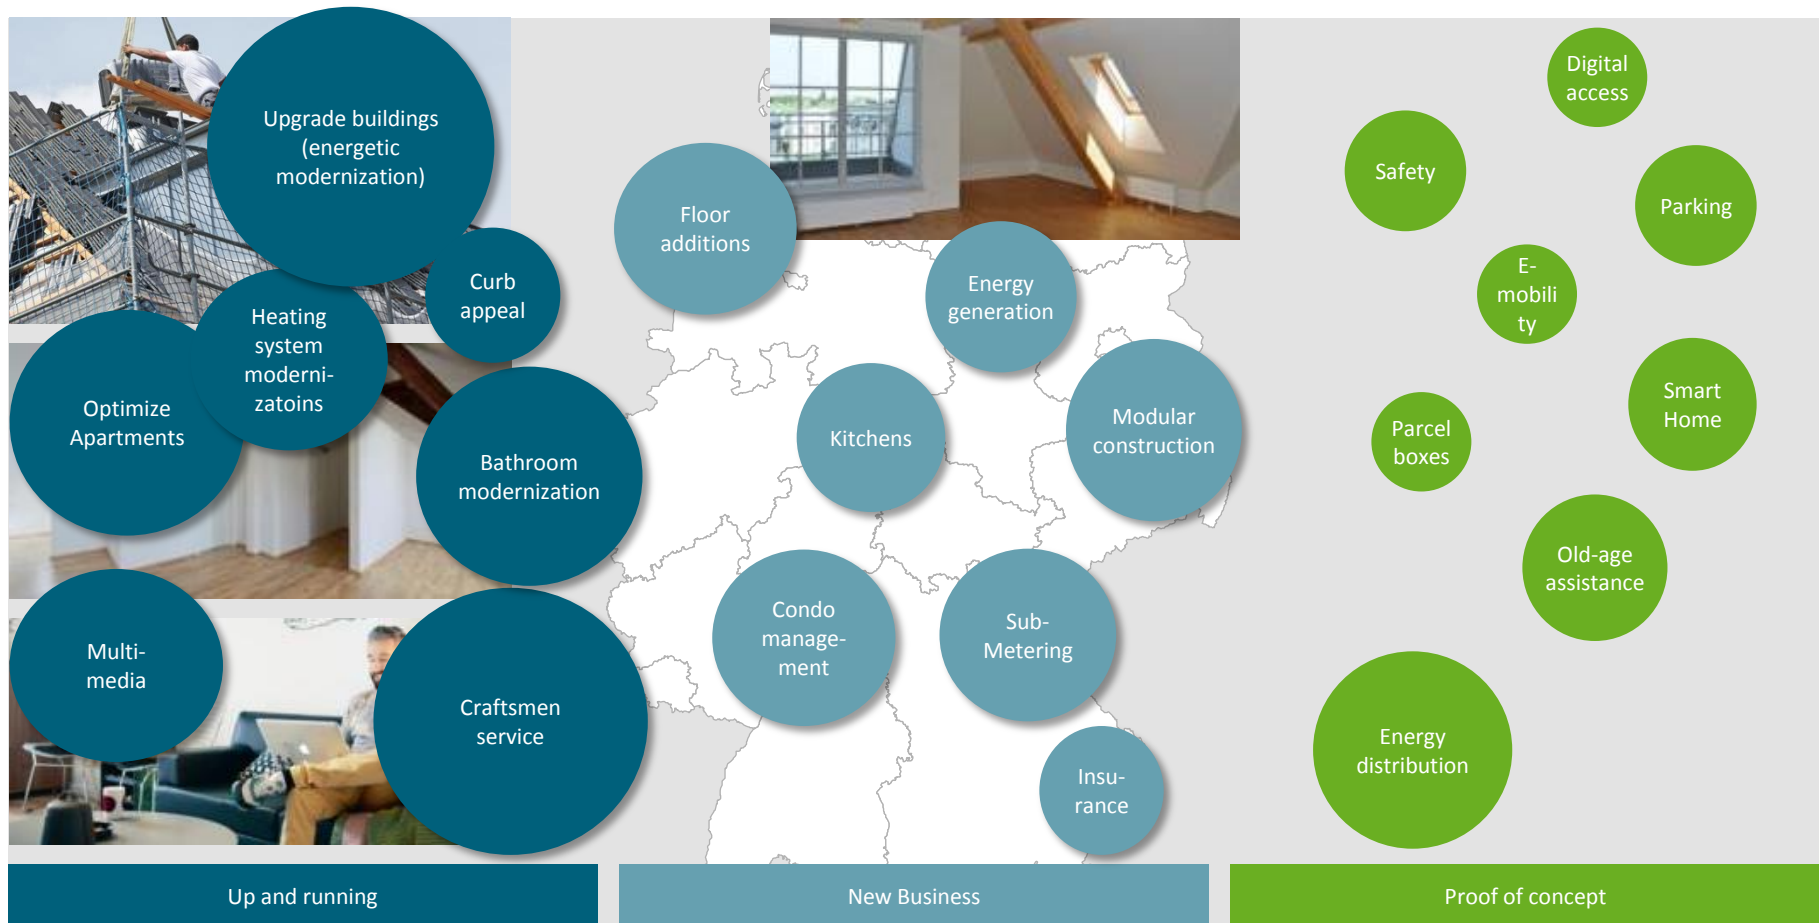 Upgrade buildings
(energetic
modernization)
Curb
appeal
Heating
system
moderni-
zatoins
Optimize
Apartments
Bathroom
modernization
Multi-
media
Craftsmen
service
Up and running
Floor
additions
Energy
generation
Kitchens
Modular
construction
Condo
manage-
ment
Sub-
Metering
Insu-
rance
New Business
Digital
access
Safety
Parking
E-
mobili
ty
Smart
Home
Parcel
boxes
Old-age
assistance
Energy
distribution
Proof of concept